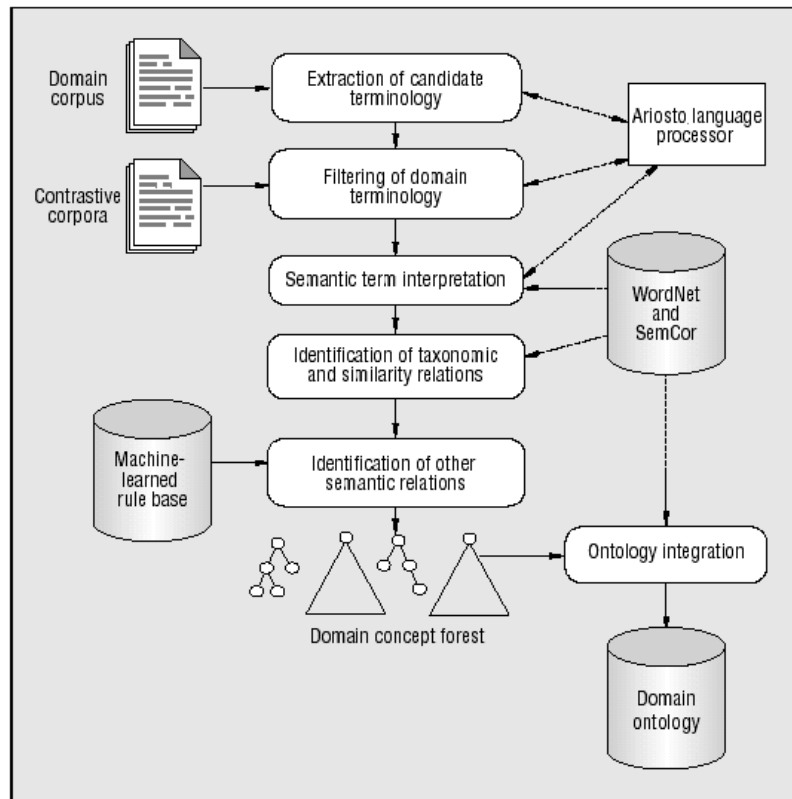 Domain
corpus
Extraction of candidate
terminology
Ariosto language
processor
Contrastive
corpora
Filtering of domain
terminology
Semantic term interpretation
WordNet
and
SemCor
Identification of taxonomic
and similarity relations
Machine-
learned
rule base
Identification of other
semantic relations
Ontology integration
Domain concept forest
Domain
ontology